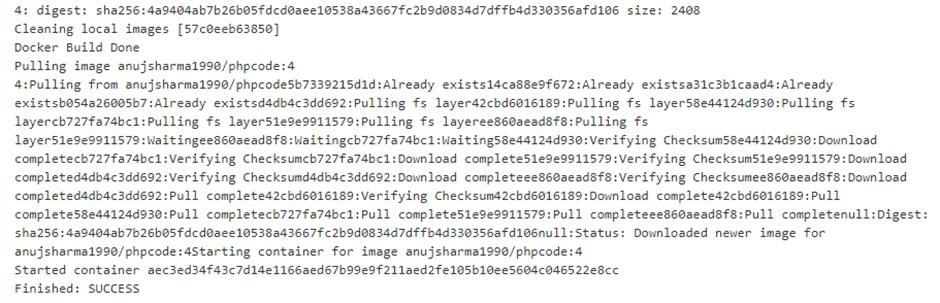 4: digest: sha256:4a9404ab7b26b05fdcd0aee10538a43667fc2b9d0834d7dffb4d330356afd106 size: 2408
Cleaning local images [57c0eeb63850]
Docker Build Done
Pulling image anujsharma1990/phpcode:4
4:Pulling from anujsharma1990/phpcode5b7339215d1d:Already exists14ca88e9f672:Already existsa31c3b1caad4:Already
existsb054a26005b7:Already existsd4db4c3dd692:Pulling fs layer42cbd6016189:Pulling fs layer58e44124d930:Pulling fs
layercb727fa74bc1:Pulling fs layer51e9e9911579:Pulling fs layeree860aead8f8:Pulling fs
layer51e9e9911579:Waitingee860aead8f8:Waitingcb727fa74bc1:Waiting58e44124d930:Verifying Checksum58e44124d930:Download
completecb727fa74bc1:Verifying Checksumcb727fa74bc1:Download complete51e9e9911579:Verifying Checksum51e9e9911579:Download
completed4db4c3dd692:Verifying Checksumd4db4c3dd692:Download completeee860aead8f8:Verifying Checksumee860aead8f8:Download
completed4db4c3dd692:Pull complete42cbd6016189:Verifying Checksum42cbd6016189:Download complete42cbd6016189:Pull
complete58e44124d930:Pull completecb727fa74bc1:Pull complete51e9e9911579:Pull completeee860aead8f8:Pull completenull:Digest:
sha256:4a9404ab7b26b05fdcd0aee10538a43667fc2b9d0834d7dffb4d330356afd106null:Status: Downloaded newer image for
anujsharma1990/phpcode:4Starting container for image anujsharma1990/phpcode:4
Started container aec3ed34f43c7d14e1166aed67b99e9f211aed2fe105b10ee5604c046522e8cc
Finished: SUCCESS